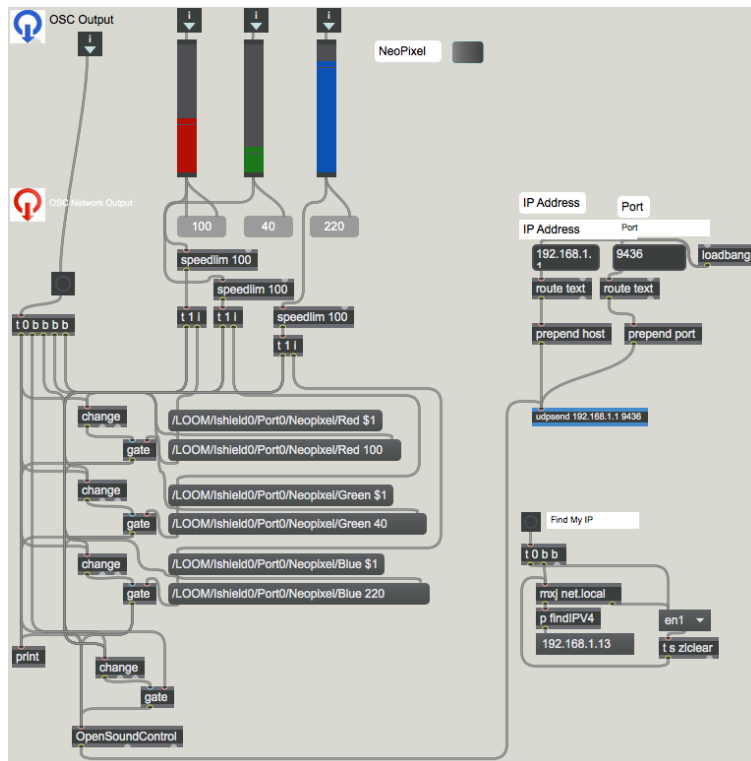 OSC Output
i
i
i
i
NeoPixel
OSC Network Output
100
40
220
IP Address
Port
IP Address
Port
192.168.1.
1
9436
loadbang
speedlim 100
route text
route text
speedlim 100
t 0 b b b b
t 1 i
t 1 i
speedlim 100
prepend host
prepend port
t 1 i
change
/LOOM/Ishield0/Port0/Neopixel/Red $1
udpsend 192.168.1.1 9436
gate
/LOOM/Ishield0/Port0/Neopixel/Red 100
change
/LOOM/Ishield0/Port0/Neopixel/Green $1
gate
/LOOM/Ishield0/Port0/Neopixel/Green 40
Find My IP
t 0 b b
change
/LOOM/Ishield0/Port0/Neopixel/Blue $1
gate
/LOOM/Ishield0/Port0/Neopixel/Blue 220
mxj net.local
p findIPV4
en1
192.168.1.13
t s zlclear
print
change
gate
OpenSoundControl